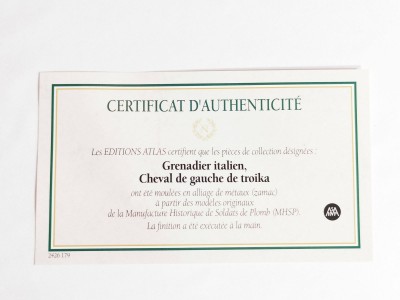 CERTIFICAT D'AUTHENTICITÉ
N
Les EDITIONS ATLAS certifient que les pièces de collection désignées :
Grenadier italien,
Cheval de gauche de troïka
ont été moulées en alliage de métaux (zamac)
à partir des modèles originaux
de la Manufacture Historique de Soldats de Plomb (MHSP).
La finition a été exécutée à la main.